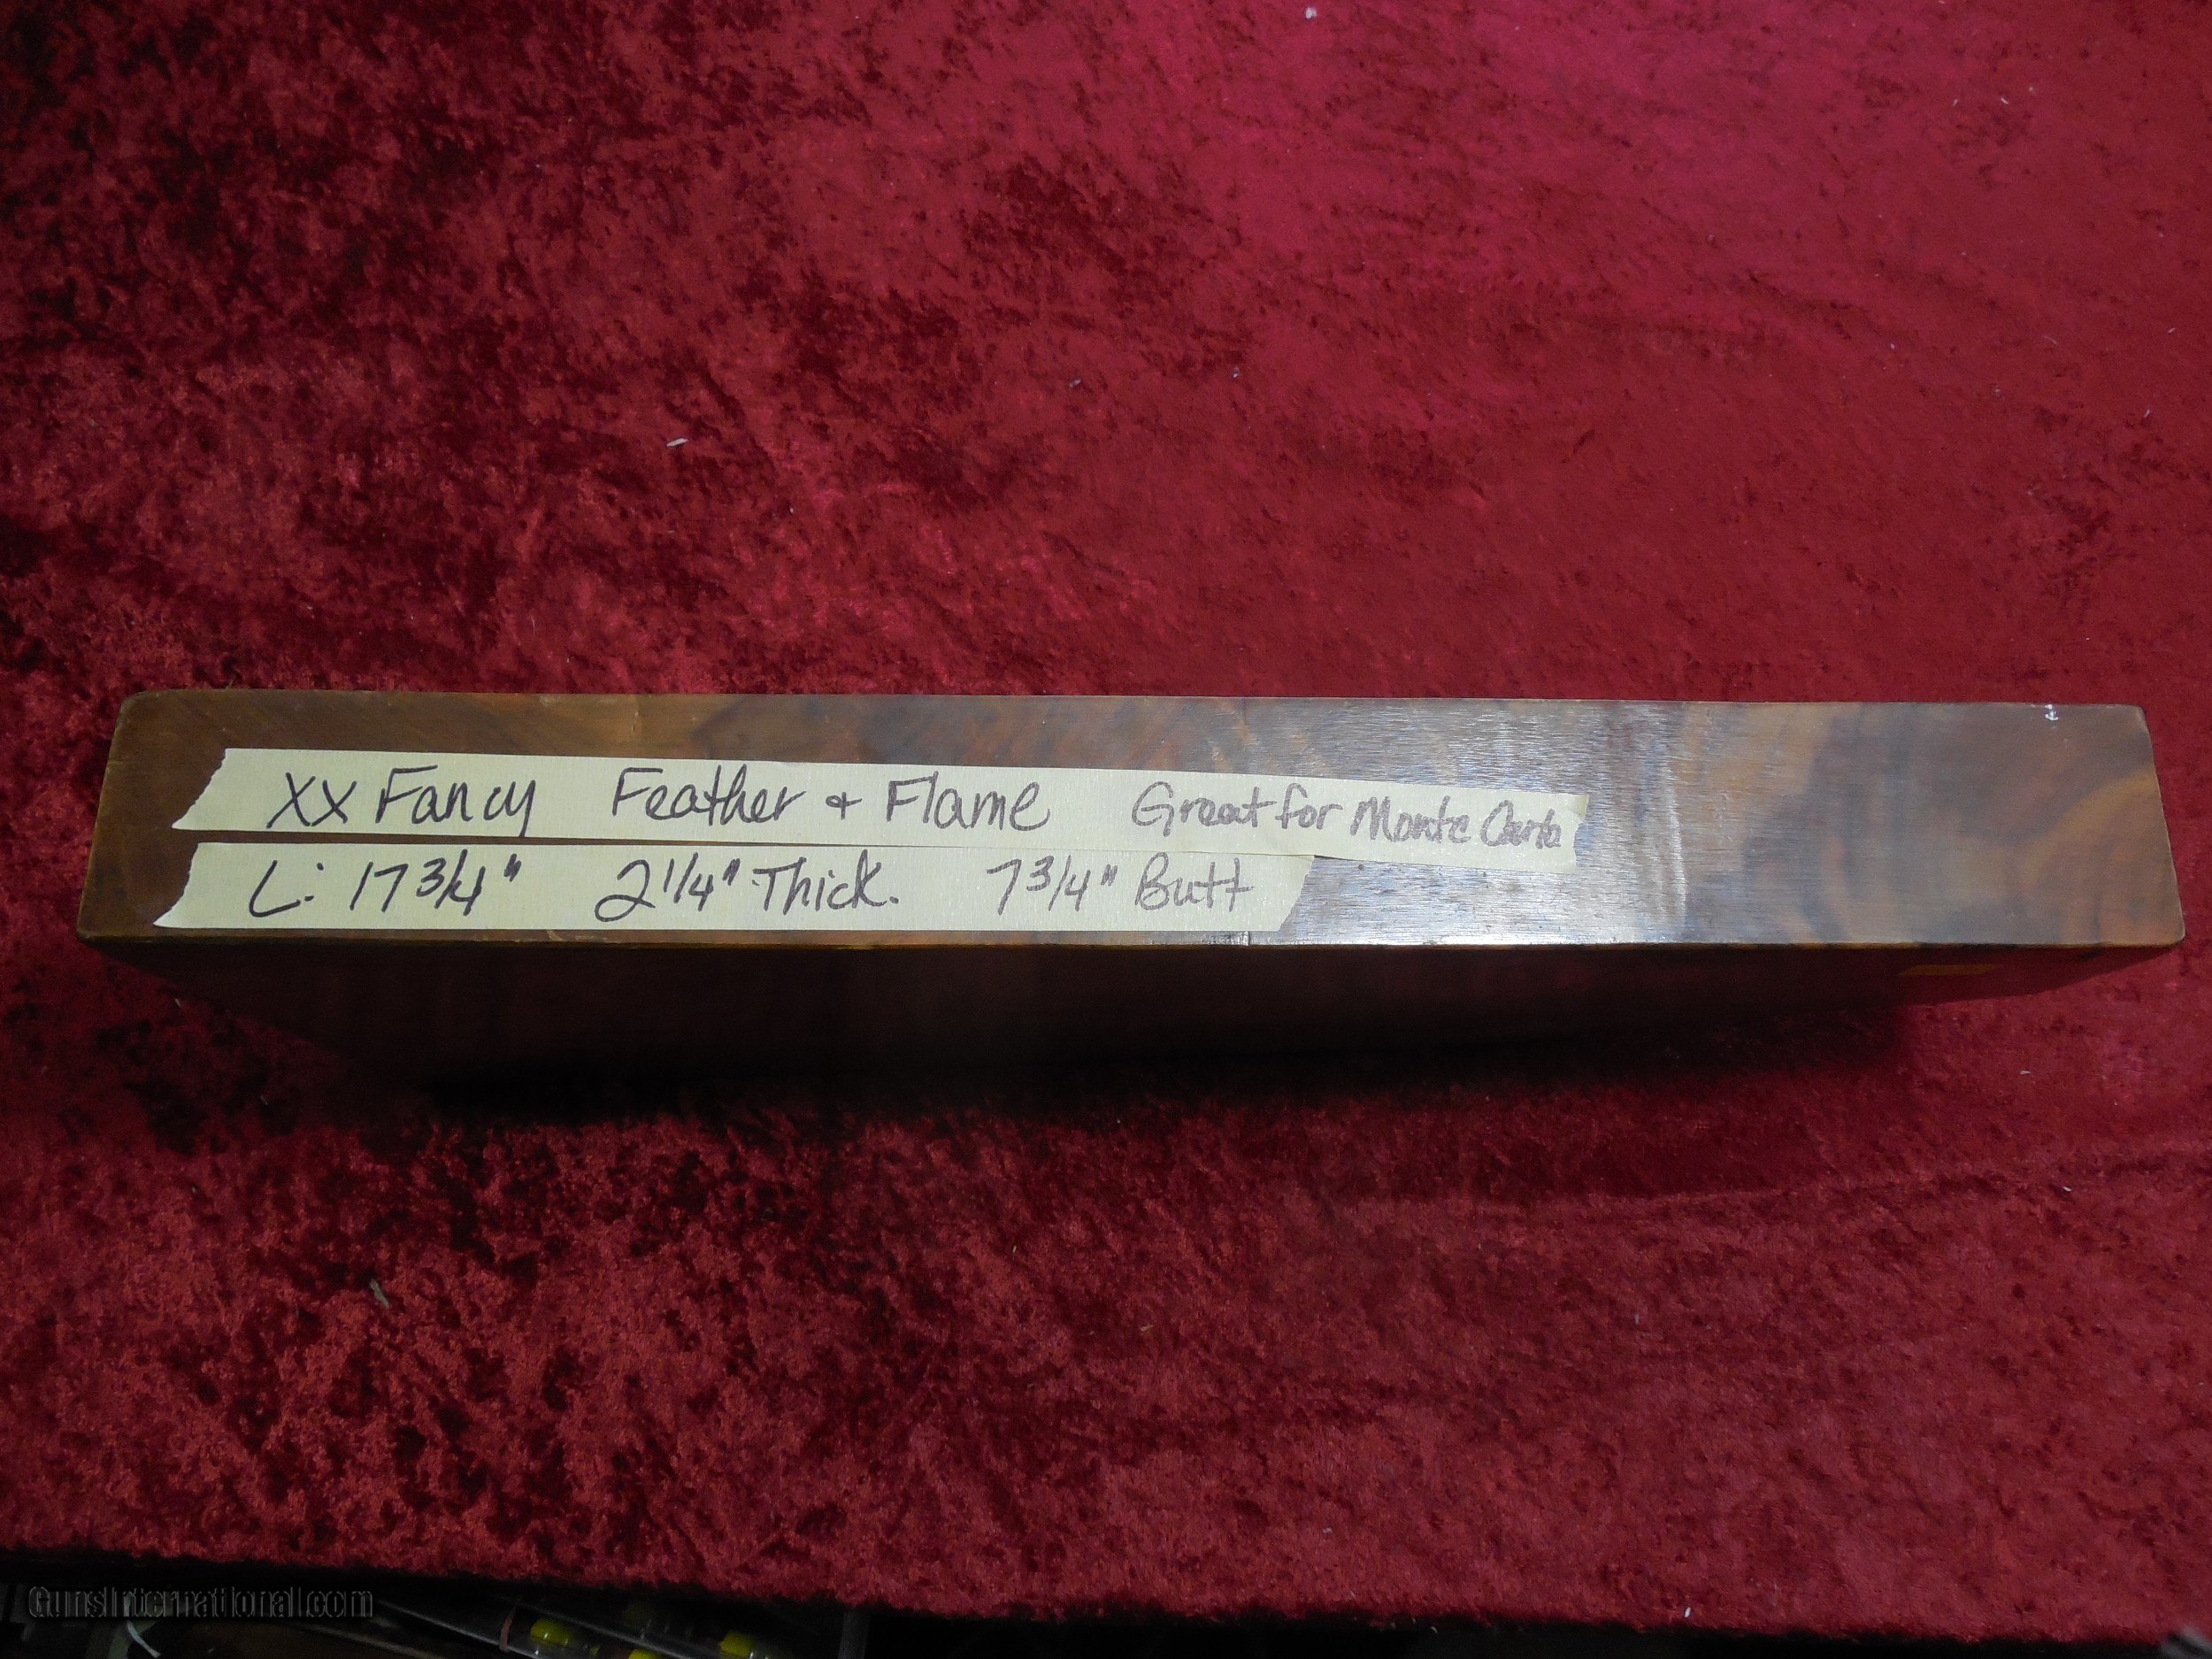 XX Fancy Feather + Flame Great for Monte Carlo
L: 17 3/4" 2 1/4" Thick. 7 3/4" Butt
GunsInternational.com